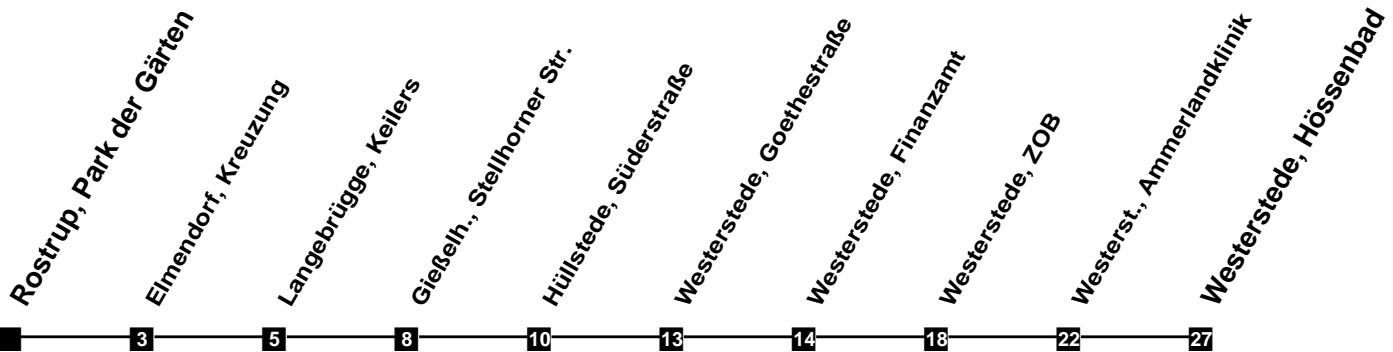 Rostrup, Park der Gärten
Elmendorf, Kreuzung
Langebrügge, Keilers
Gießelh., Stellhorner Str.
Hüllstede, Süderstraße
Westerstede, Goethestraße
Westerstede, Finanzamt
Westerstede, ZOB
Westerst., Ammerlandklinik
Westerstede, Hössenbad
3 5 8 10 13 14 18 22 27